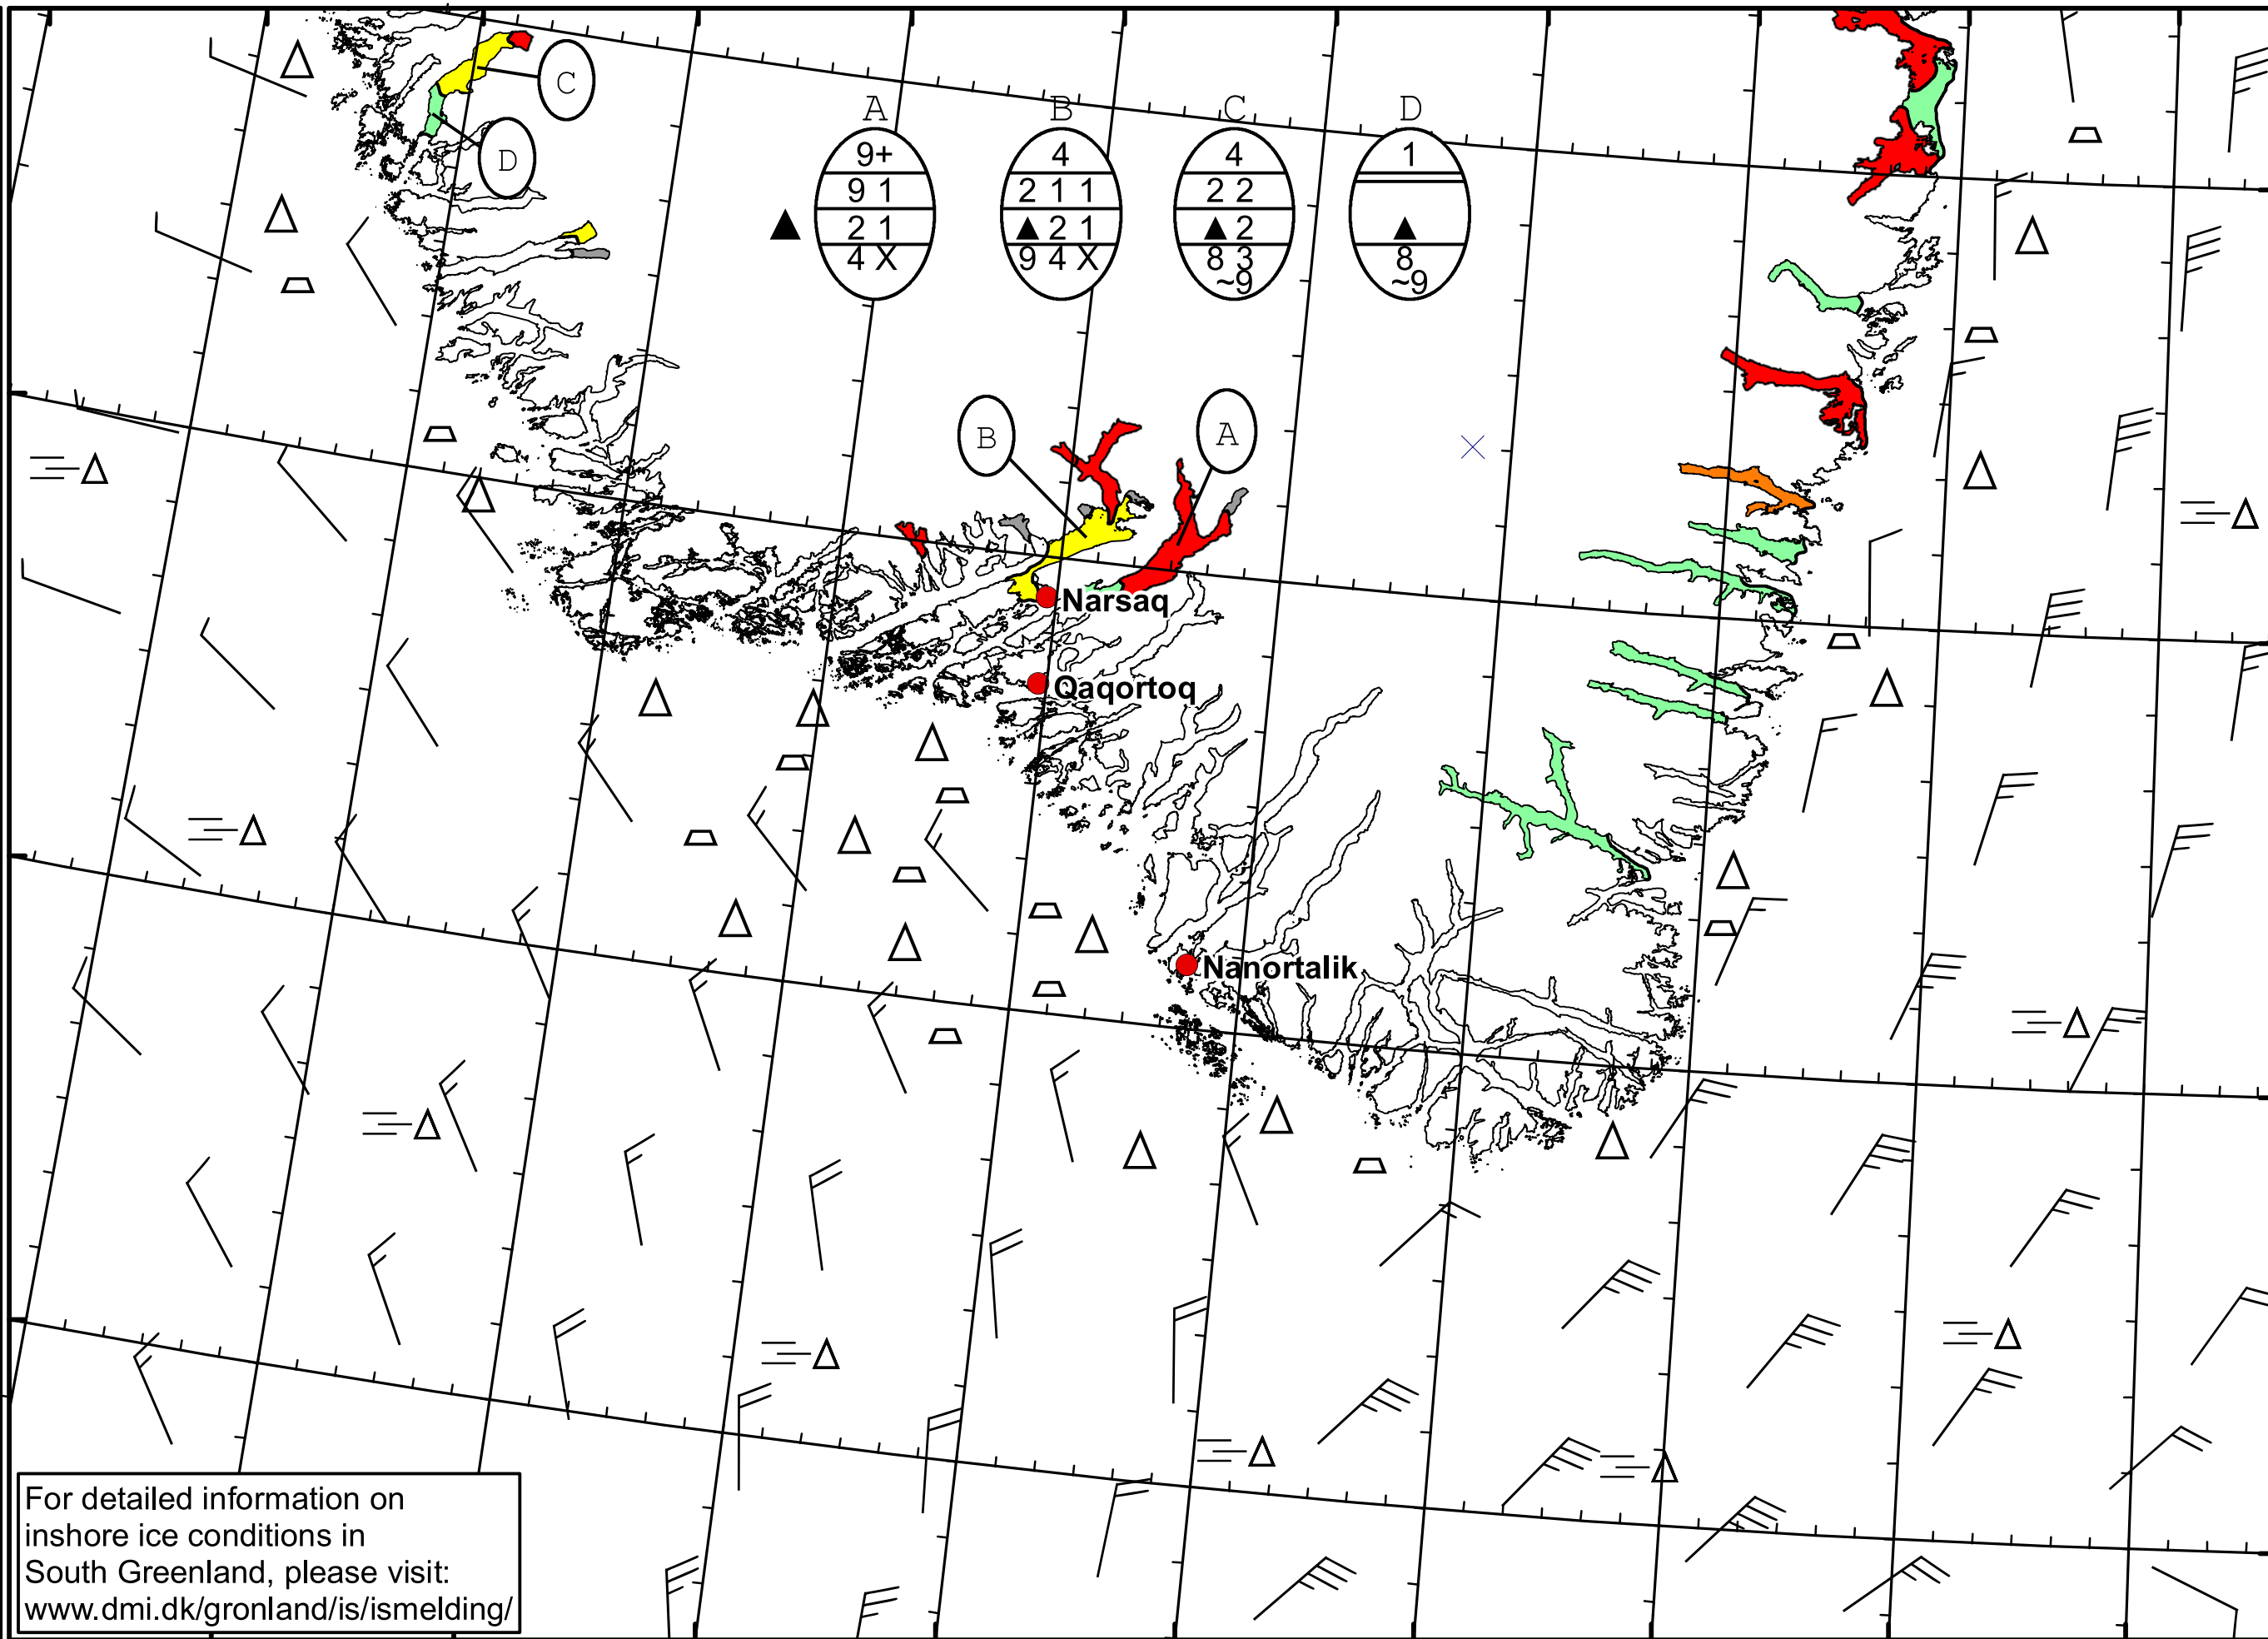 C
D
A B C D
9+ 4 4 1
9 1 2 1 1 2 2
▲ 2 1 ▲ 2 1 ▲ 2 ▲
4 X 9 4 X 8 3 8
~9 ~9
B A
Narsaq
Qaqortoq
Nanortalik
For detailed information on
inshore ice conditions in
South Greenland, please visit:
www.dmi.dk/gronland/is/ismelding/